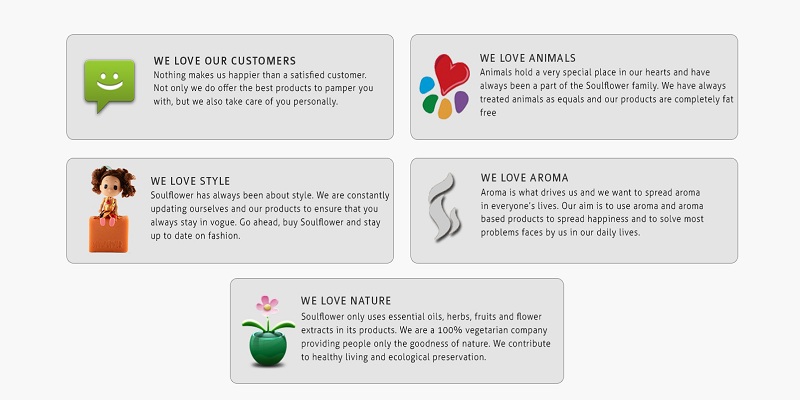 WE LOVE OUR CUSTOMERS
Nothing makes us happier than a satisfied customer.
Not only we do offer the best products to pamper you
with, but we also take care of you personally.
WE LOVE ANIMALS
Animals hold a very special place in our hearts and have
always been a part of the Soulflower family. We have always
treated animals as equals and our products are completely fat
free
WE LOVE STYLE
Soulflower has always been about style. We are constantly
updating ourselves and our products to ensure that you
always stay in vogue. Go ahead, buy Soulflower and stay
up to date on fashion.
WE LOVE AROMA
Aroma is what drives us and we want to spread aroma
in everyone's lives. Our aim is to use aroma and aroma
based products to spread happiness and to solve most
problems faces by us in our daily lives.
WE LOVE NATURE
Soulflower only uses essential oils, herbs, fruits and flower
extracts in its products. We are a 100% vegetarian company
providing people only the goodness of nature. We contribute
to healthy living and ecological preservation.